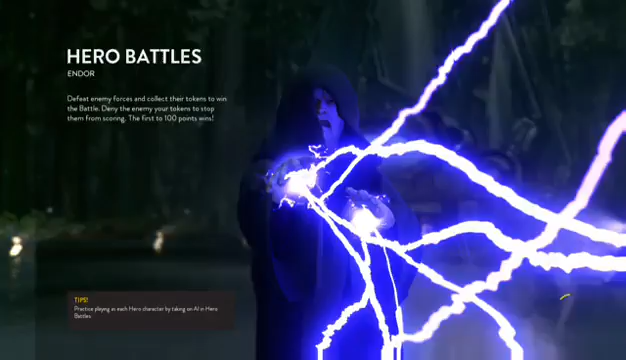 HERO BATTLES
ENDOR
Defeat enemy forces and collect their tokens to win
the Battle. Deny the enemy your tokens to stop
them from scoring. The first to 100 points wins!
TIPS!
Practice playing as each Hero character by taking on AI in Hero
Battles.